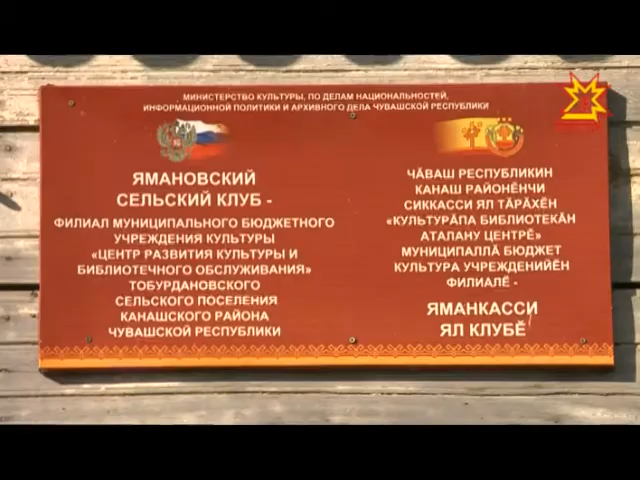 МИНИСТЕРСТВО КУЛЬТУРЫ, ПО ДЕЛАМ НАЦИОНАЛЬНОСТЕЙ,
ИНФОРМАЦИОННОЙ ПОЛИТИКИ И АРХИВНОГО ДЕЛА ЧУВАШСКОЙ РЕСПУБЛИКИ
ЯМАНОВСКИЙ
СЕЛЬСКИЙ КЛУБ -
ФИЛИАЛ МУНИЦИПАЛЬНОГО БЮДЖЕТНОГО
УЧРЕЖДЕНИЯ КУЛЬТУРЫ
«ЦЕНТР РАЗВИТИЯ КУЛЬТУРЫ И
БИБЛИОТЕЧНОГО ОБСЛУЖИВАНИЯ»
ТОБУРДАНОВСКОГО
СЕЛЬСКОГО ПОСЕЛЕНИЯ
КАНАШСКОГО РАЙОНА
ЧУВАШСКОЙ РЕСПУБЛИКИ
ЧӐВАШ РЕСПУБЛИКИН
КАНАШ РАЙОНӖНЧИ
СИККАССИ ЯЛ ТӐРӐХӖН
«КУЛЬТУРӐПА БИБЛИОТЕКӐН
АТАЛАНУ ЦЕНТРӖ»
МУНИЦИПАЛЛӐ БЮДЖЕТ
КУЛЬТУРА УЧРЕЖДЕНИЙӖН
ФИЛИАЛӖ -
ЯМАНКАССИ
ЯЛ КЛУБӖ